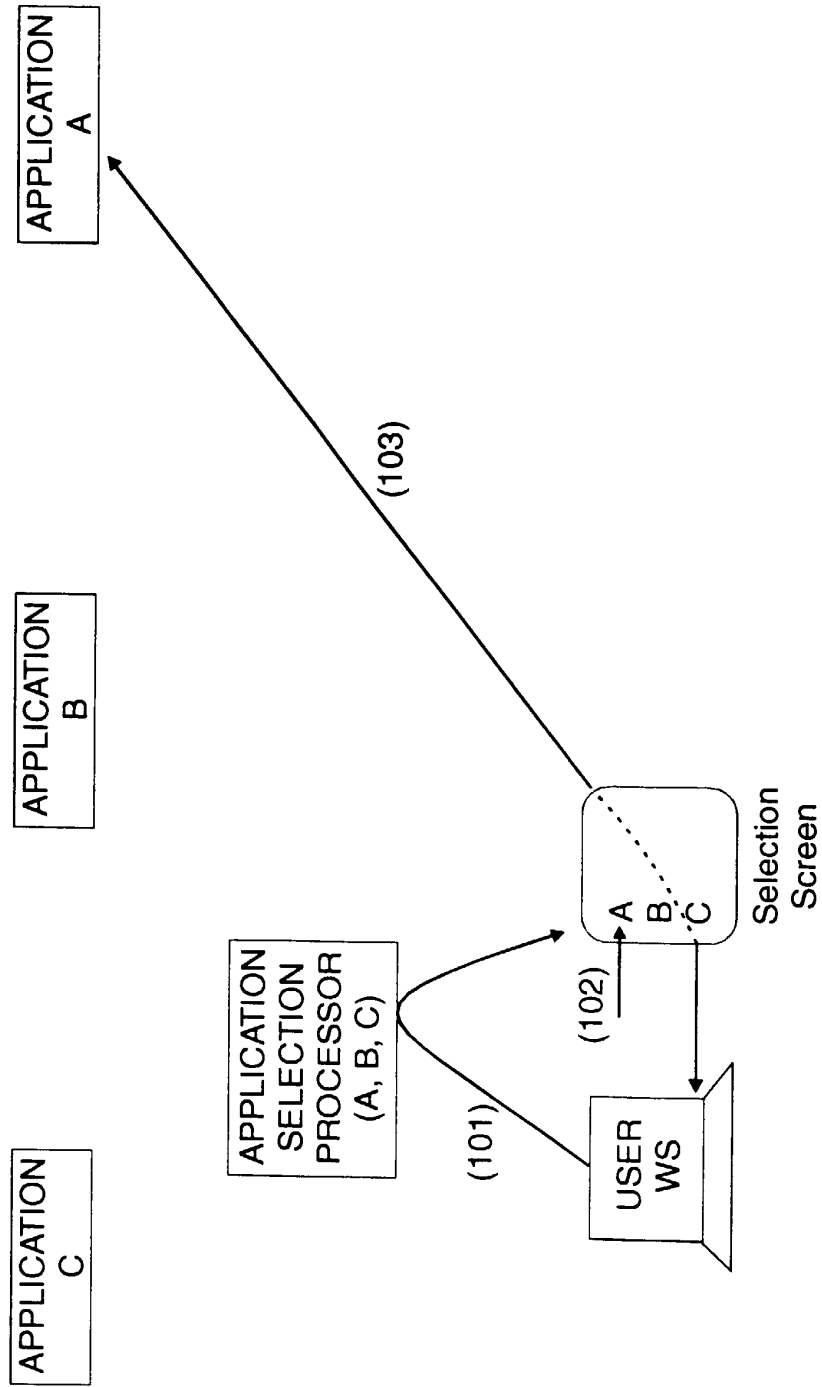 APPLICATION
C
APPLICATION
B
APPLICATION
A
APPLICATION
SELECTION
PROCESSOR
(A, B, C)
(101)
(103)
(102)
A
B
C
USER
WS
Selection
Screen